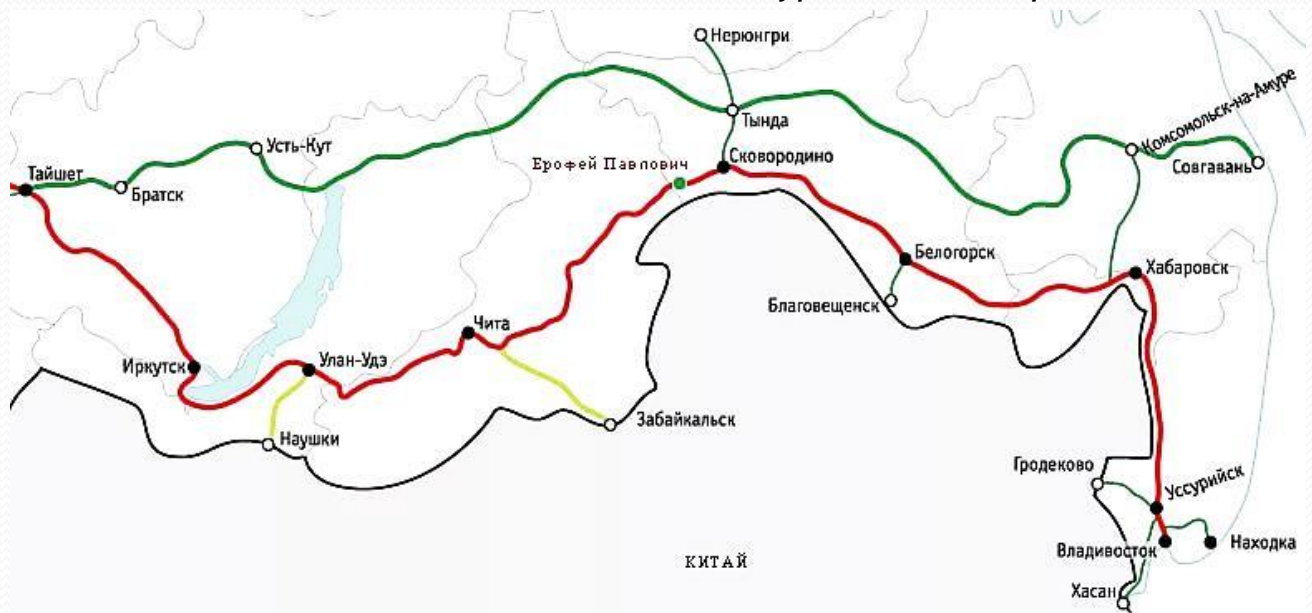 Нерюнгри
Тында
Комсомольск-на-Амуре
Усть-Кут
Ерофей Павлович
Сковородино
Совгавань
Тайшет
Братск
Белогорск
Хабаровск
Благовещенск
Чита
Иркутск
Улан-Удэ
Забайкальск
Наушки
Гродеково
Уссурийск
Владивосток
Находка
КИТАЙ
Хасан